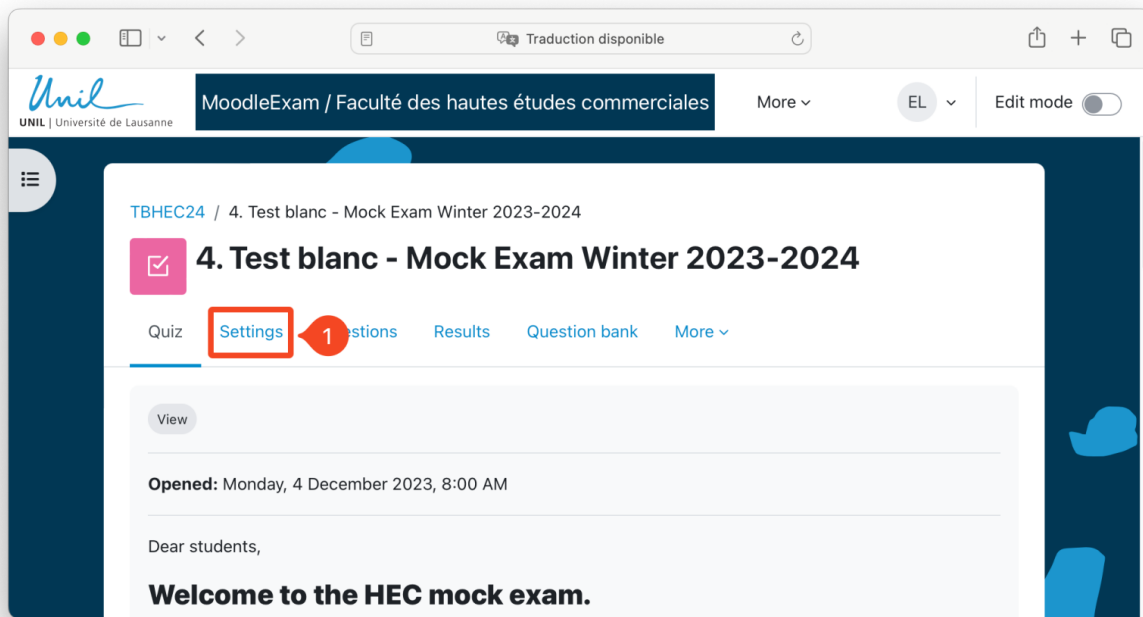 Traduction disponible
Unil
UNIL | Université de Lausanne
MoodleExam / Faculté des hautes études commerciales
More
EL
Edit mode
TBHEC24 / 4. Test blanc - Mock Exam Winter 2023-2024
4. Test blanc - Mock Exam Winter 2023-2024
Quiz Settings 1 estions Results Question bank More
View
Opened: Monday, 4 December 2023, 8:00 AM
Dear students,
Welcome to the HEC mock exam.